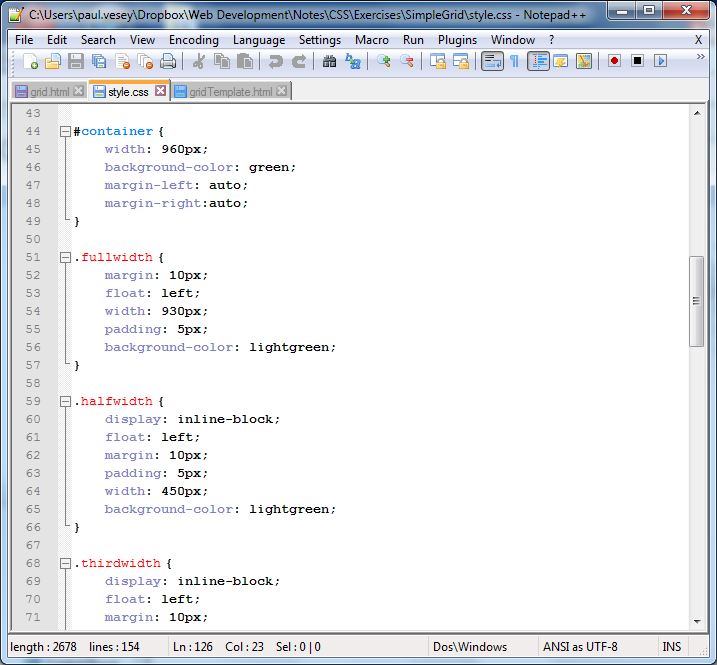 C:\Users\paul.vesey\Dropbox\Web Development\Notes\CSS\Exercises\SimpleGrid\style.css - Notepad++
File Edit Search View Encoding Language Settings Macro Run Plugins Window ? X
grid.html style.css gridTemplate.html
43
44 #container {
45 width: 960px;
46 background-color: green;
47 margin-left: auto;
48 margin-right:auto;
49 }
50
51 .fullwidth {
52 margin: 10px;
53 float: left;
54 width: 930px;
55 padding: 5px;
56 background-color: lightgreen;
57 }
58
59 .halfwidth {
60 display: inline-block;
61 float: left;
62 margin: 10px;
63 padding: 5px;
64 width: 450px;
65 background-color: lightgreen;
66 }
67
68 .thirdwidth {
69 display: inline-block;
70 float: left;
71 margin: 10px;
length : 2678 lines : 154 Ln : 126 Col : 23 Sel : 0 | 0 Dos\Windows ANSI as UTF-8 INS